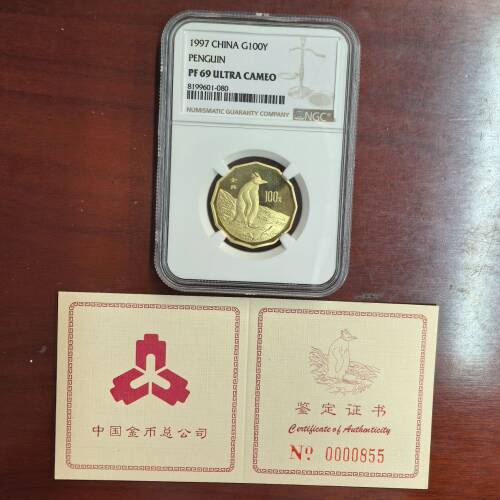 1997 CHINA G100Y
PENGUIN
PF 69 ULTRA CAMEO
8199601-080
NUMISMATIC GUARANTY COMPANY
NGC
100元
中国金币总公司
鉴定证书
Certificate of Authenticity
No 0000855